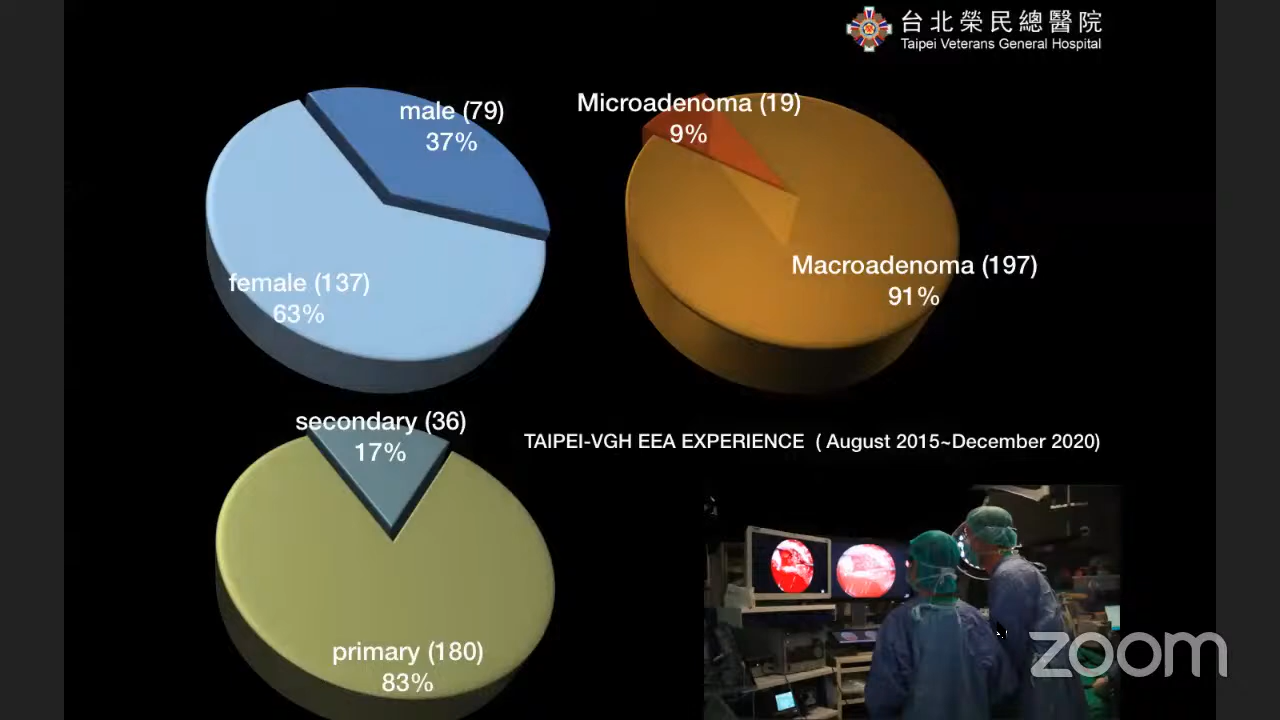 台北榮民總醫院
Taipei Veterans General Hospital
male (79)
37%
Microadenoma (19)
9%
female (137)
63%
Macroadenoma (197)
91%
secondary (36)
17%
TAIPEI-VGH EEA EXPERIENCE ( August 2015~December 2020)
primary (180)
83%
zoom